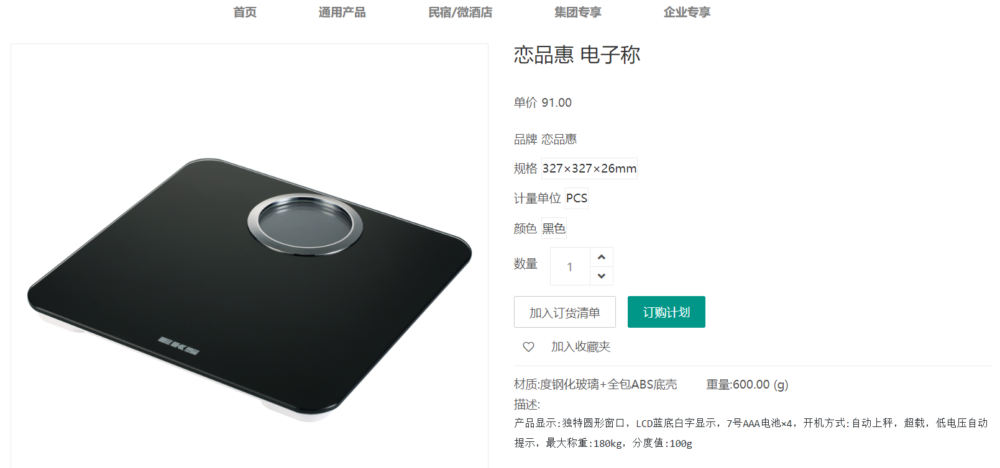 首页 通用产品 民宿/微酒店 集团专享 企业专享
恋品惠 电子称
单价 91.00
品牌 恋品惠
规格 327×327×26mm
计量单位 PCS
颜色 黑色
数量 1
加入订货清单 订购计划
加入收藏夹
材质:度钢化玻璃+全包ABS底壳 重量:600.00 (g)
描述:
产品显示:独特圆形窗口，LCD蓝底白字显示，7号AAA电池×4，开机方式:自动上秤，超载，低电压自动
提示，最大称重:180kg，分度值:100g
EKS